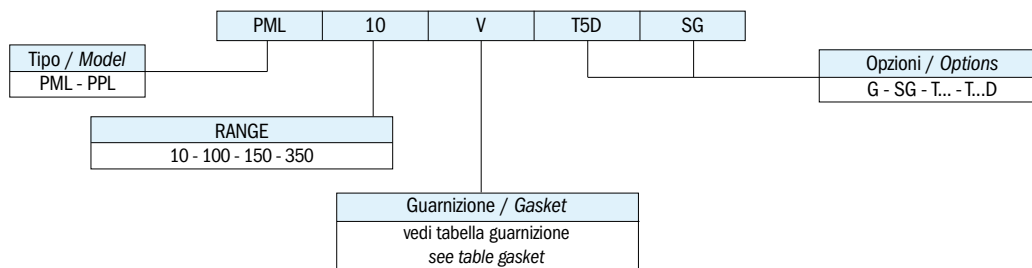 PML 10 V T5D SG
Tipo / Model
PML - PPL
Opzioni / Options
G - SG - T... - T...D
RANGE
10 - 100 - 150 - 350
Guarnizione / Gasket
vedi tabella guarnizione
see table gasket